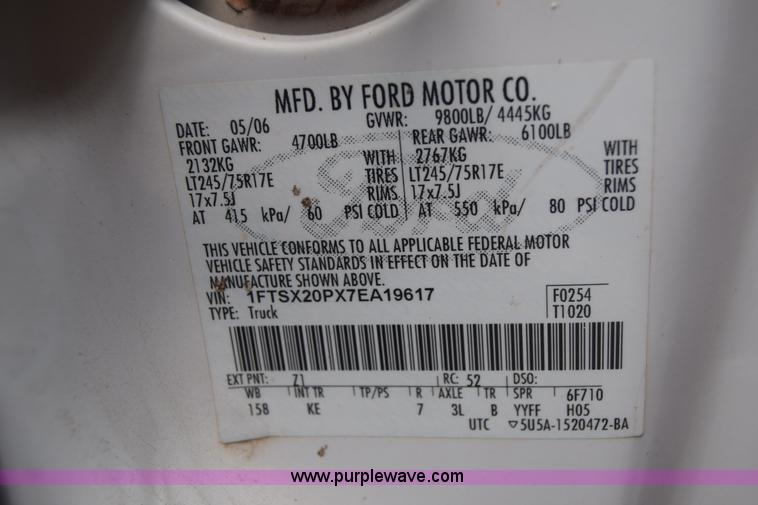 MFD. BY FORD MOTOR CO.
DATE: 05/06 GVWR: 9800LB/ 4445KG
FRONT GAWR: 4700LB REAR GAWR: 6100LB
2132KG WITH 2767KG WITH
LT245/75R17E TIRES LT245/75R17E TIRES
17x7.5J RIMS 17x7.5J RIMS
AT 415 kPa/ 60 PSI COLD AT 550 kPa/ 80 PSI COLD
Ford
THIS VEHICLE CONFORMS TO ALL APPLICABLE FEDERAL MOTOR
VEHICLE SAFETY STANDARDS IN EFFECT ON THE DATE OF
MANUFACTURE SHOWN ABOVE.
VIN: 1FTSX20PX7EA19617 F0254
TYPE: Truck T1020
EXT PNT: Z1 RC: 52 DSO:
WB INT TR TP/PS R AXLE TR SPR 6F710
158 KE 7 3L B YYFF H05
UTC ▽5U5A-1520472-BA
www.purplewave.com